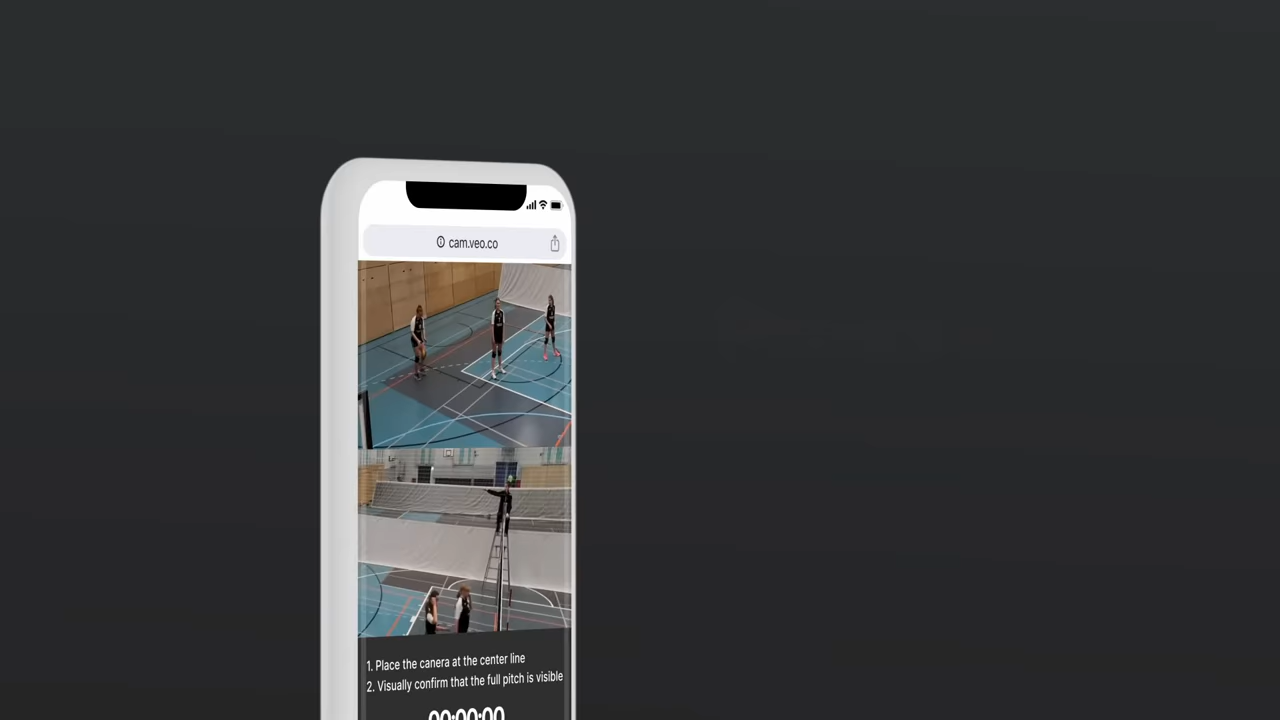 cam.veo.co
1. Place the canera at the center line
2. Visually confirm that the full pitch is visible
00:00:00